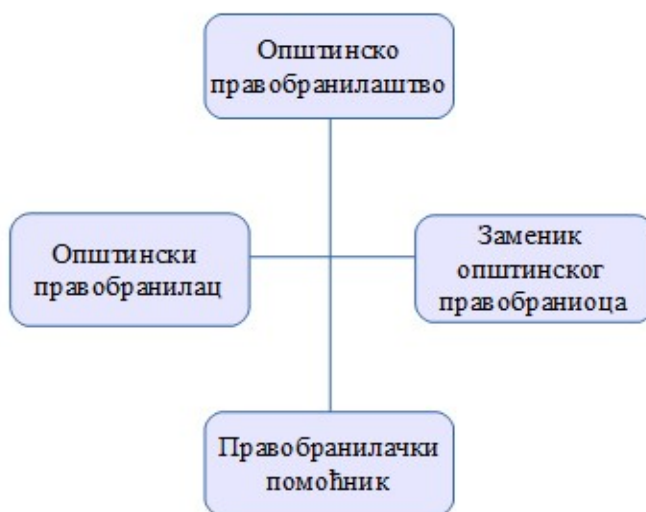 Општинско
правобранилаштво
Општински
правобранилац
Заменик
општинског
правобраниоца
Правобранилачки
помоћник